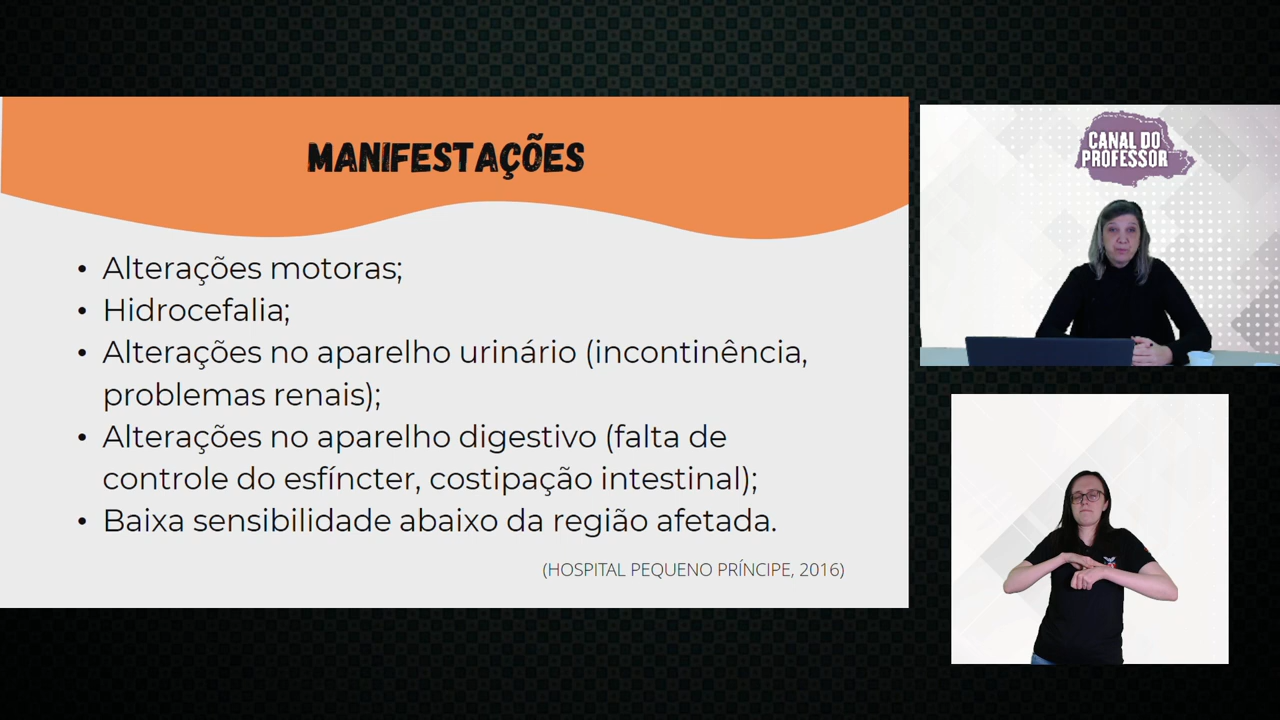 MANIFESTAÇÕES
• Alterações motoras;
• Hidrocefalia;
• Alterações no aparelho urinário (incontinência,
problemas renais);
• Alterações no aparelho digestivo (falta de
controle do esfíncter, costipação intestinal);
• Baixa sensibilidade abaixo da região afetada.
(HOSPITAL PEQUENO PRÍNCIPE, 2016)
CANAL DO
PROFESSOR